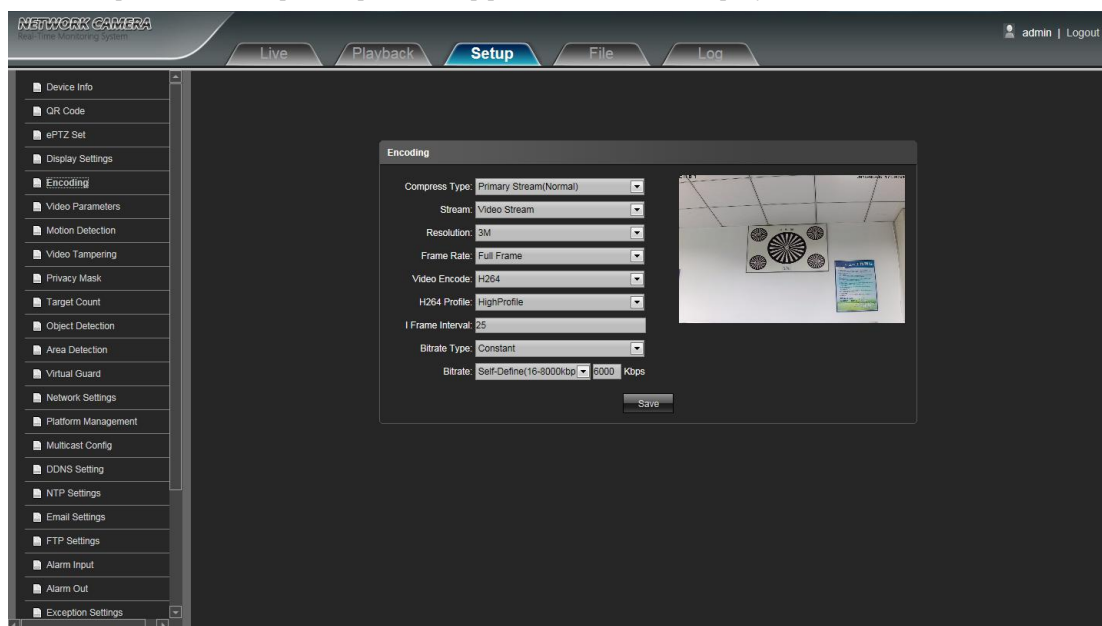 NETWORK CAMERA
Real-Time Monitoring System
admin | Logout
Live
Playback
Setup
File
Log
Device Info
QR Code
ePTZ Set
Display Settings
Encoding
Video Parameters
Motion Detection
Video Tampering
Privacy Mask
Target Count
Object Detection
Area Detection
Virtual Guard
Network Settings
Platform Management
Multicast Config
DDNS Setting
NTP Settings
Email Settings
FTP Settings
Alarm Input
Alarm Out
Exception Settings
Encoding
Compress Type: Primary Stream(Normal)
Stream: Video Stream
Resolution: 3M
Frame Rate: Full Frame
Video Encode: H264
H264 Profile: HighProfile
I Frame Interval: 25
Bitrate Type: Constant
Bitrate: Self-Define(16-8000kbp 6000 Kbps
Save